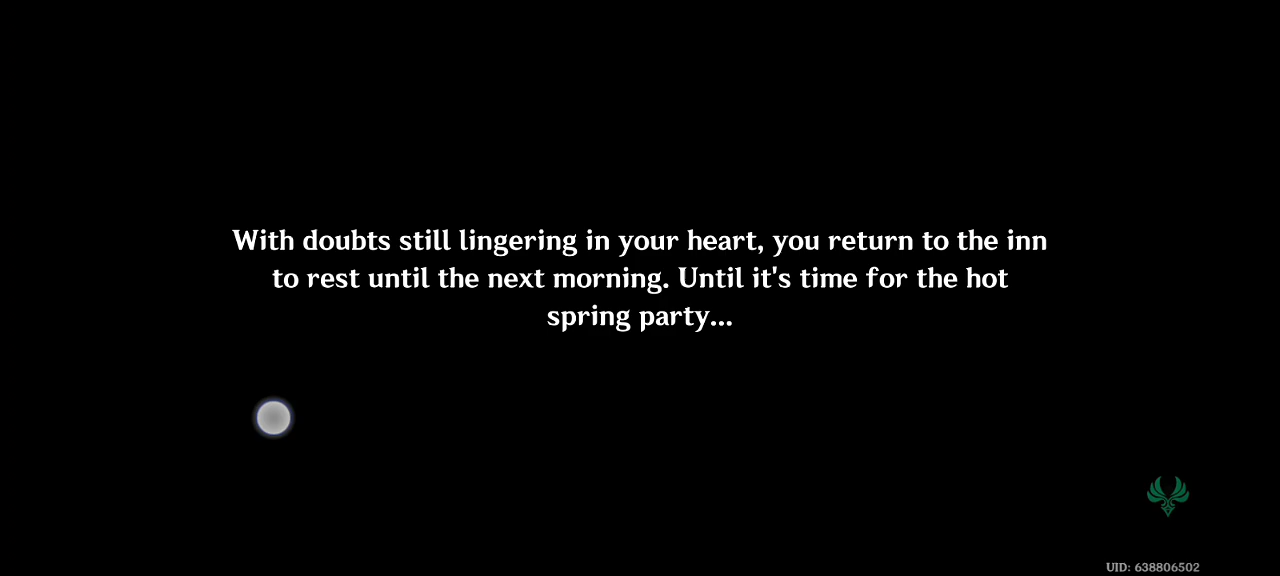 With doubts still lingering in your heart, you return to the inn
to rest until the next morning. Until it's time for the hot
spring party...
UID: 638806502